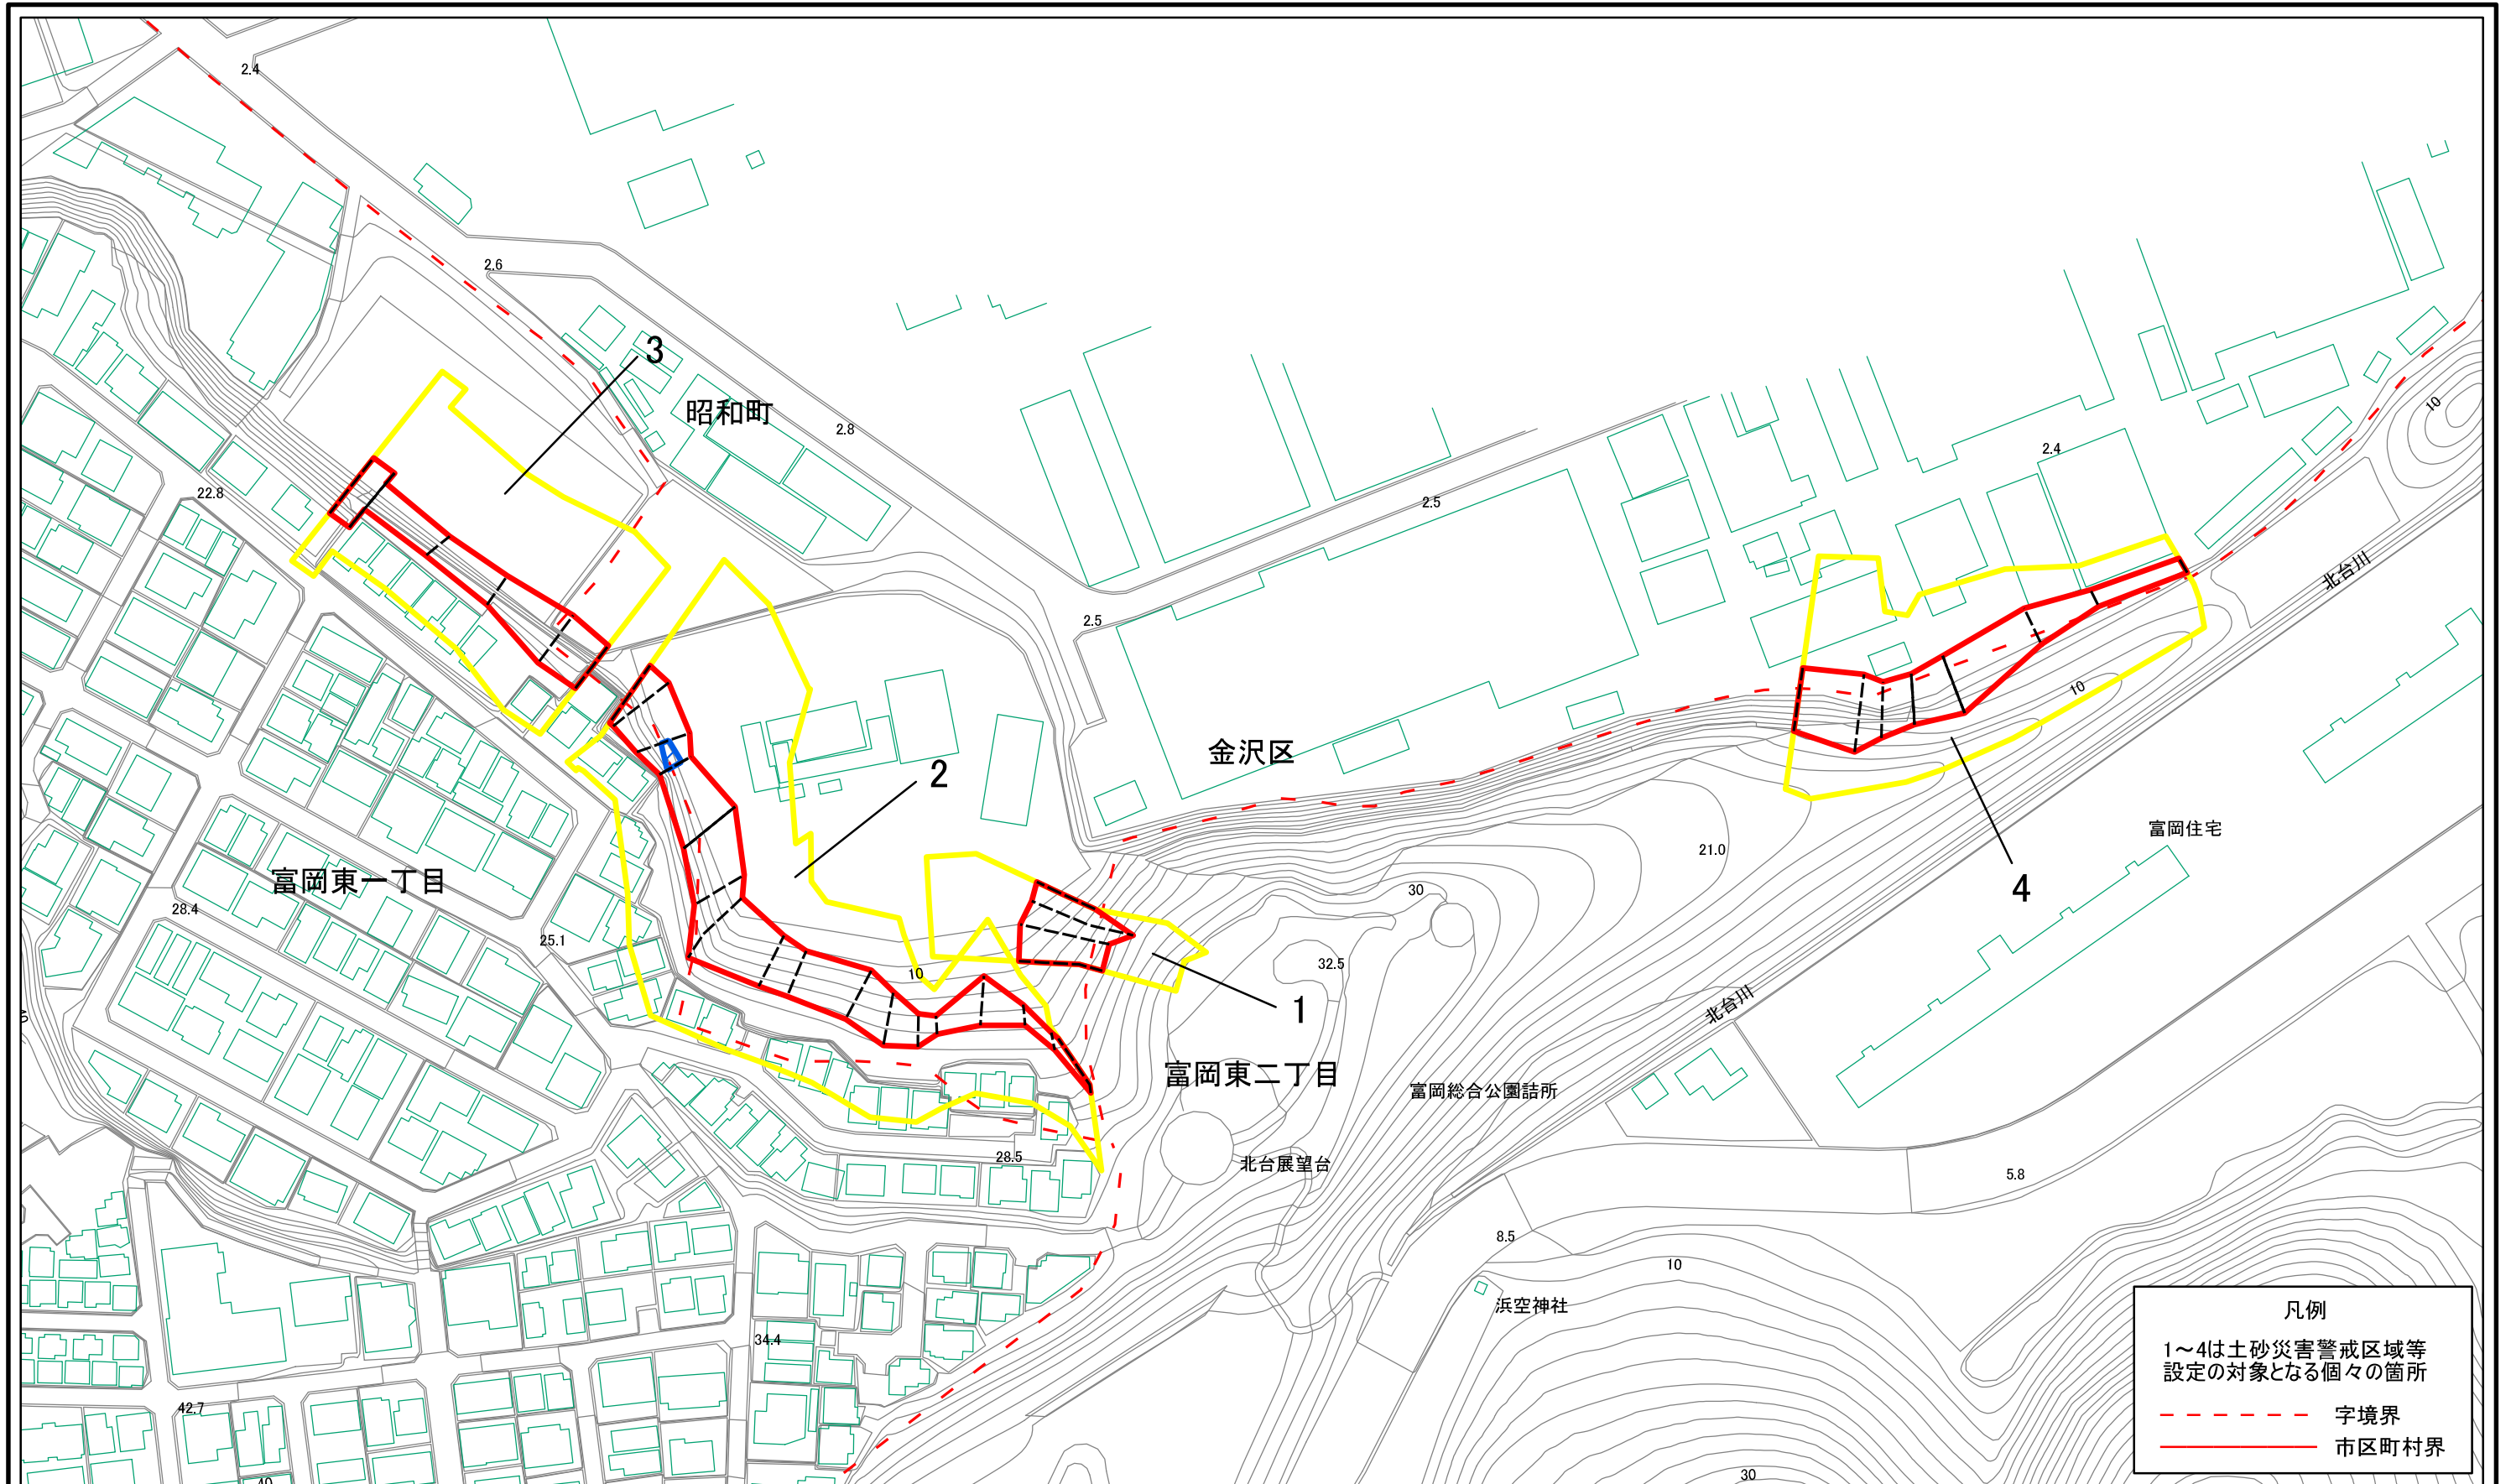 2.4
2.6
3
昭和町
2.8
2.4
10
22.8
2.5
2.5
北台川
10
金沢区
2
富岡住宅
富岡東一丁目
21.0
4
30
28.4
25.1
32.5
10
1
北台川
富岡東二丁目
富岡総合公園詰所
28.5
北台展望台
5.8
8.5
10
浜空神社
34.4
42.7
40
30
凡例
1～4は土砂災害警戒区域等
設定の対象となる個々の箇所
字境界
市区町村界